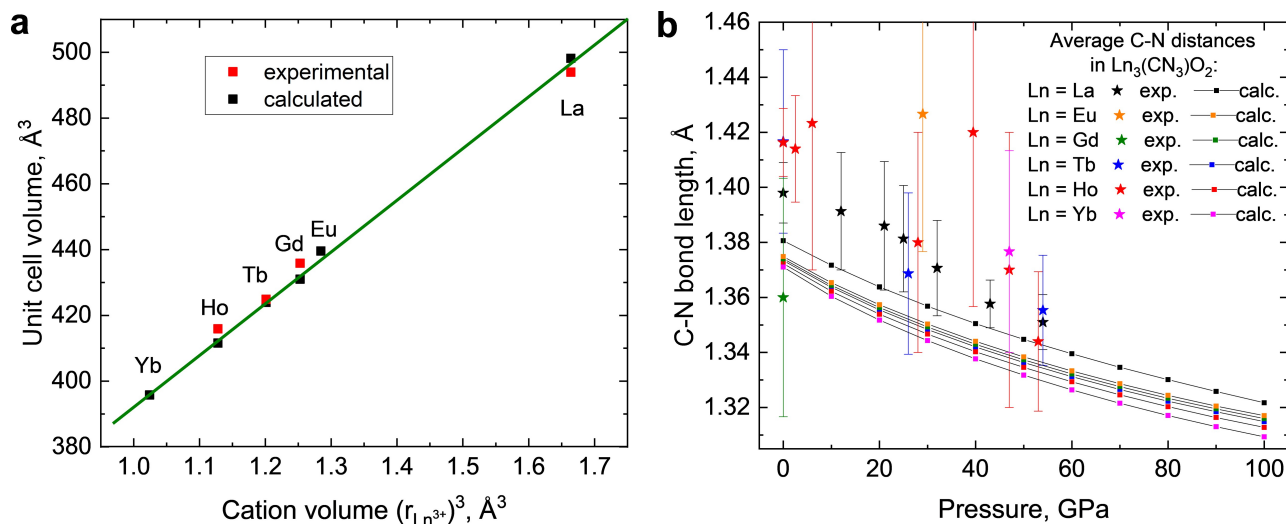 a
500
480
460
440
420
400
380
Unit cell volume, Å³
experimental
calculated
La
Eu
Gd
Tb
Ho
Yb
1.0 1.1 1.2 1.3 1.4 1.5 1.6 1.7
Cation volume (r_Ln³⁺)³, Å³
b
1.46
1.44
1.42
1.40
1.38
1.36
1.34
1.32
C-N bond length, Å
Average C-N distances
in Ln₃(CN₃)O₂:
Ln = La exp. calc.
Ln = Eu exp. calc.
Ln = Gd exp. calc.
Ln = Tb exp. calc.
Ln = Ho exp. calc.
Ln = Yb exp. calc.
0 20 40 60 80 100
Pressure, GPa